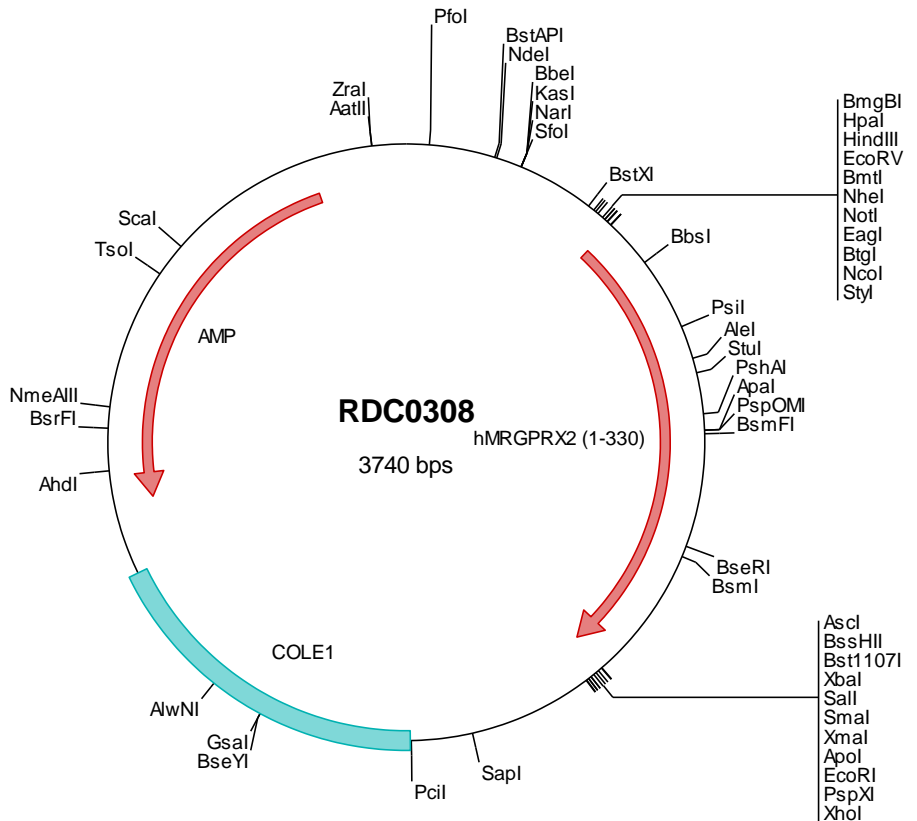 PfoI
BstAPI
NdeI
BbeI
KasI
NarI
SfoI
ZraI
AatII
BstXI
BmgBI
HpaI
HindIII
EcoRV
BmtI
NheI
NotI
EagI
BtgI
NcoI
StyI
ScaI
TsoI
BbsI
PsiI
AleI
StuI
PshAI
ApaI
PspOMI
BsmFI
AMP
NmeAIII
BsrFI
AhdI
RDC0308
3740 bps
hMRGPRX2 (1-330)
BseRI
BsmI
COLE1
AlwNI
GsaI
BseYI
PciI
SapI
AscI
BssHII
Bst1107I
XbaI
SalI
SmaI
XmaI
ApoI
EcoRI
PspXI
XhoI